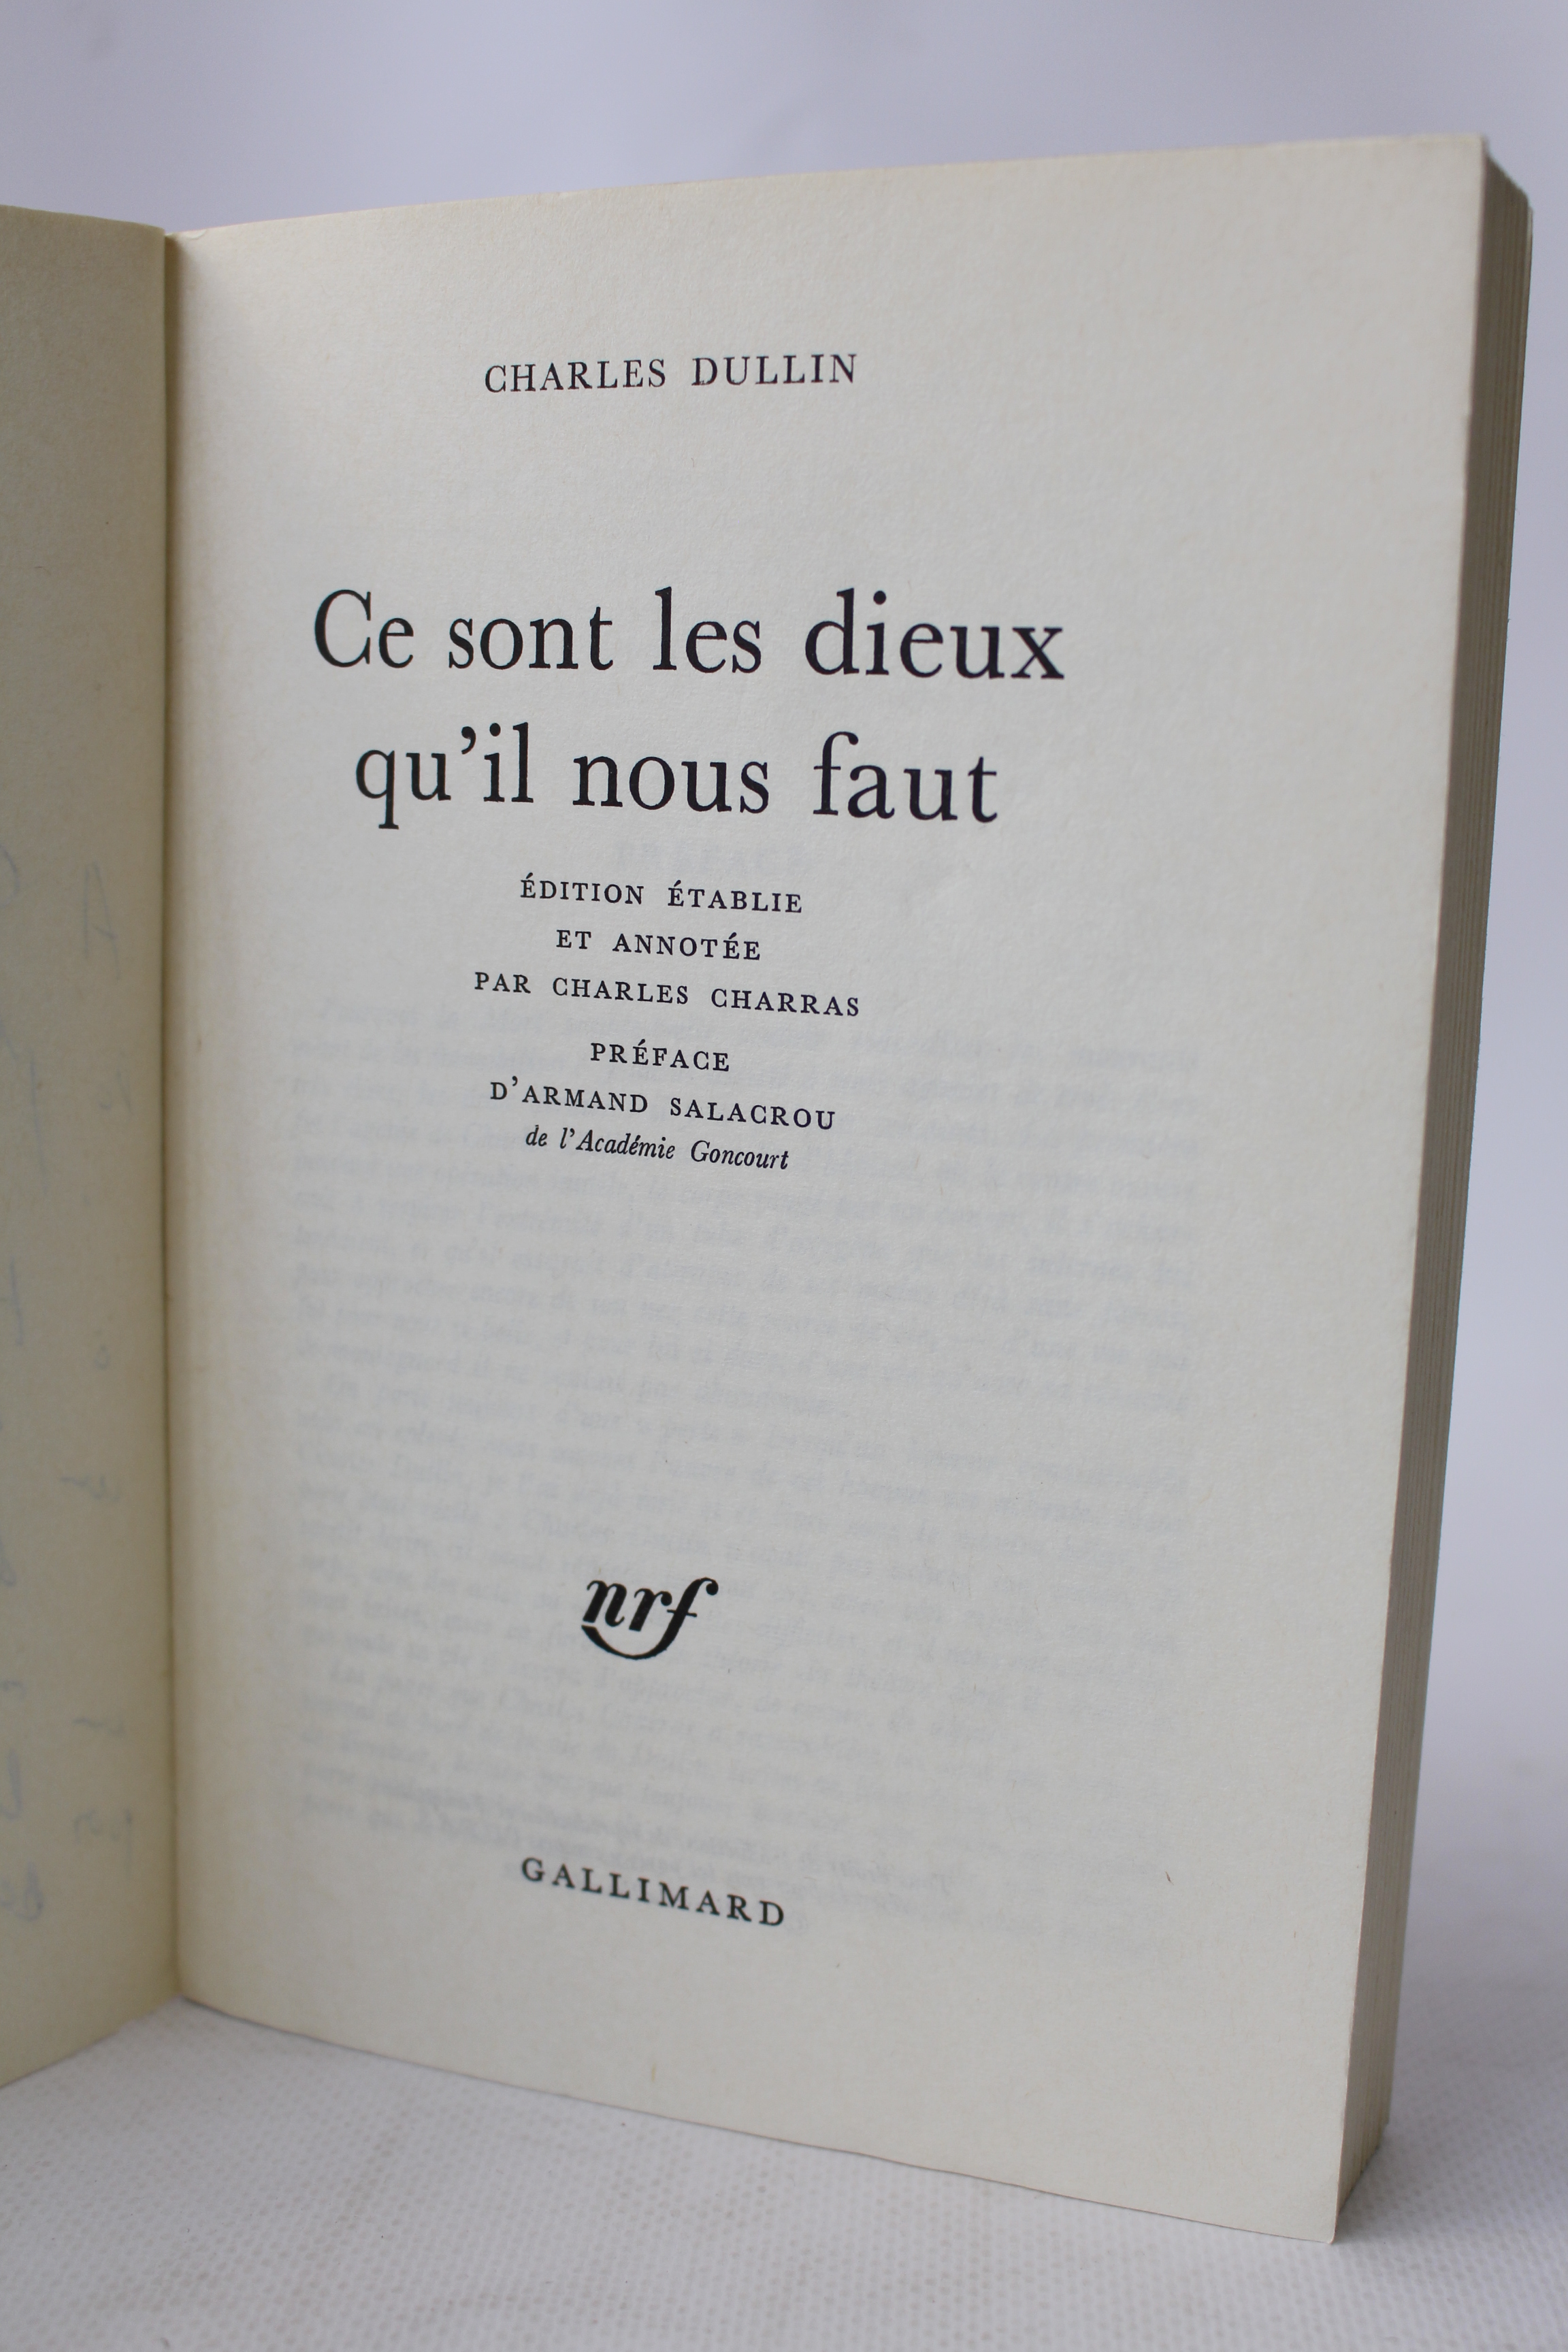 CHARLES DULLIN
Ce sont les dieux
qu’il nous faut
ÉDITION ÉTABLIE
ET ANNOTÉE
PAR CHARLES CHARRAS
PRÉFACE
D’ARMAND SALACROU
de l’Académie Goncourt
nrf
GALLIMARD